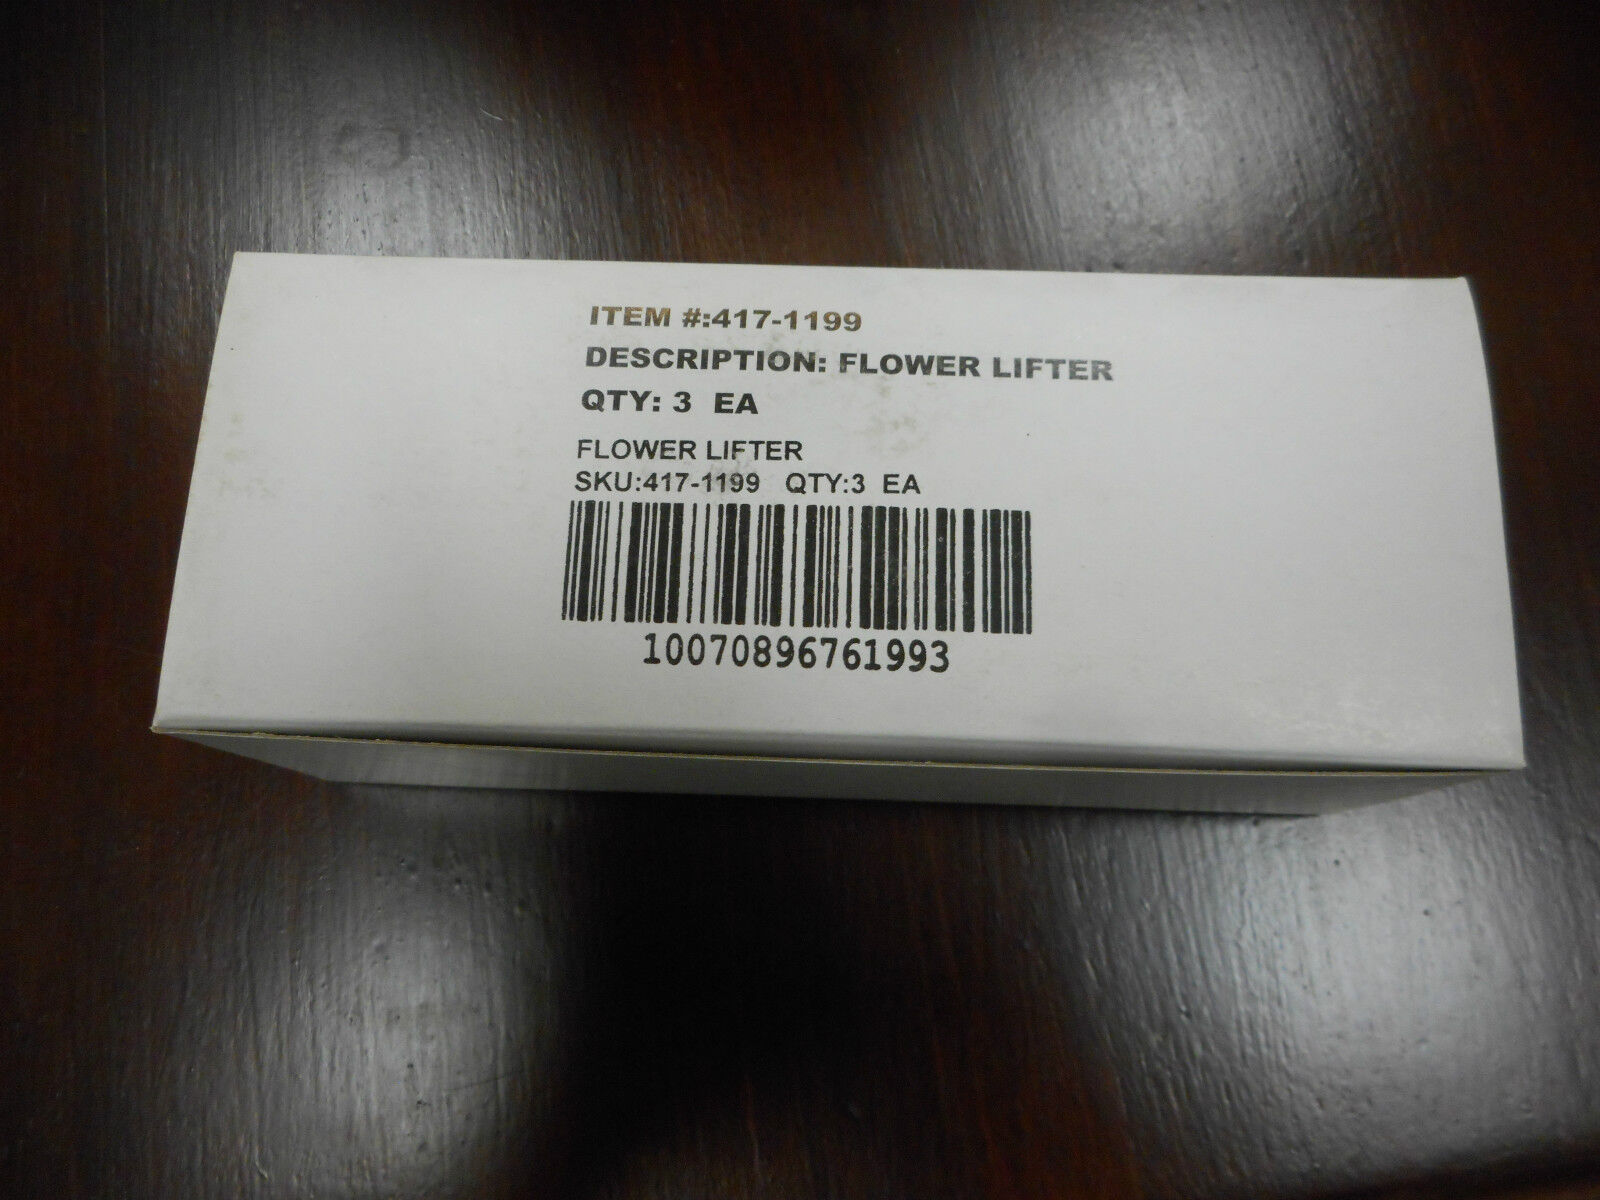 ITEM #:417-1199
DESCRIPTION: FLOWER LIFTER
QTY: 3 EA
FLOWER LIFTER
SKU:417-1199 QTY:3 EA
10070896761993